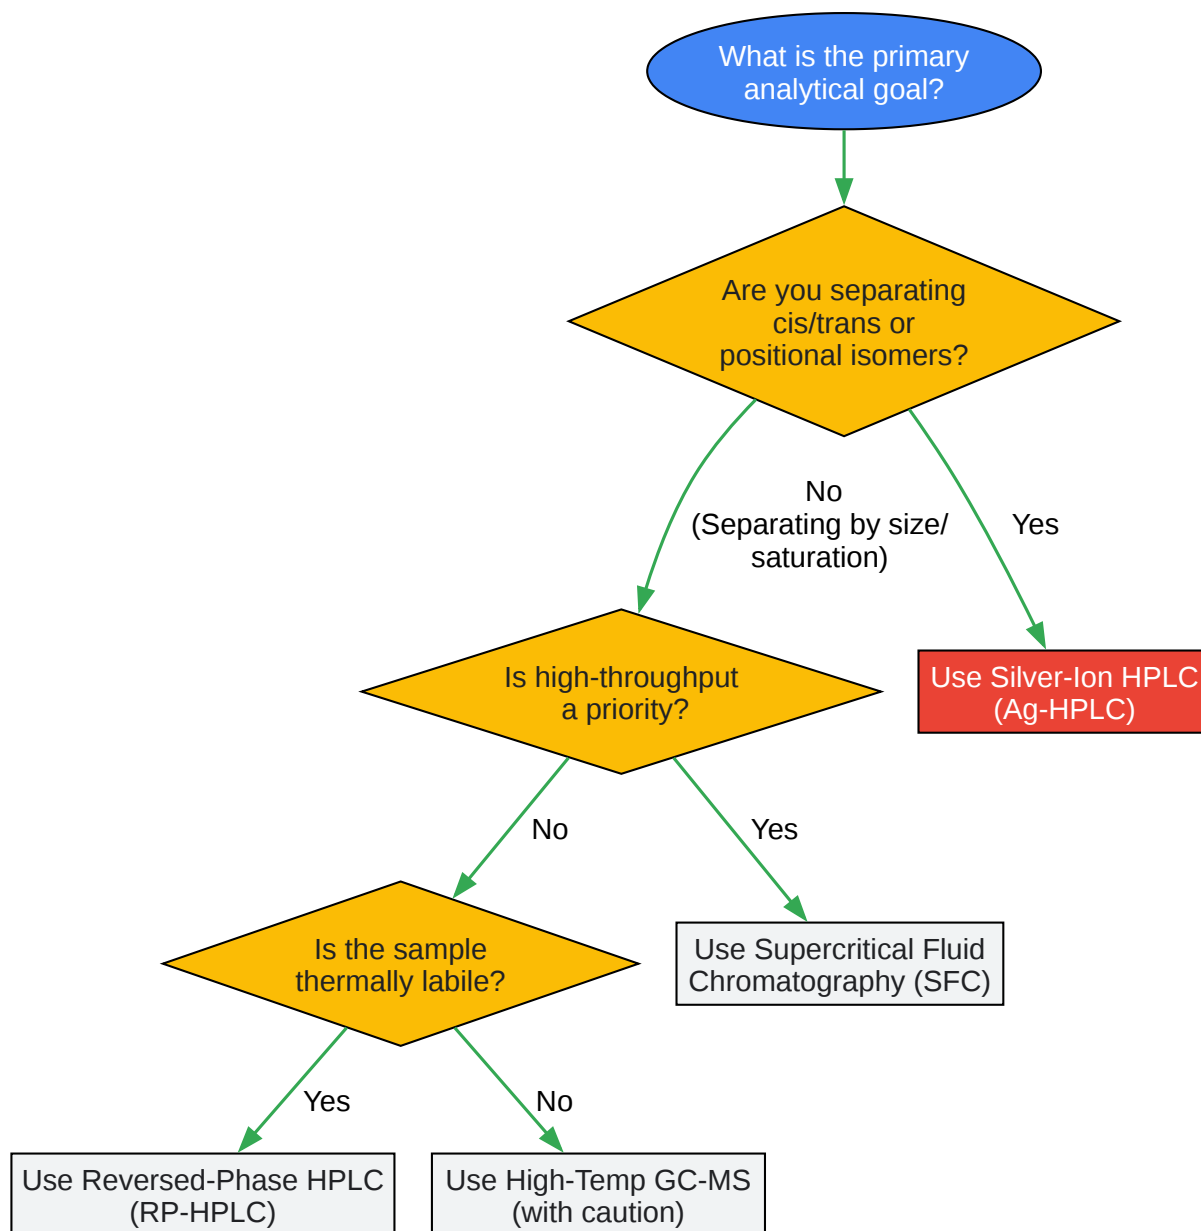 What is the primary
analytical goal?
Are you separating
cis/trans or
positional isomers?
No
(Separating by size/
saturation)
Yes
Is high-throughput
a priority?
Use Silver-Ion HPLC
(Ag-HPLC)
No
Yes
Is the sample
thermally labile?
Use Supercritical Fluid
Chromatography (SFC)
Yes
No
Use Reversed-Phase HPLC
(RP-HPLC)
Use High-Temp GC-MS
(with caution)